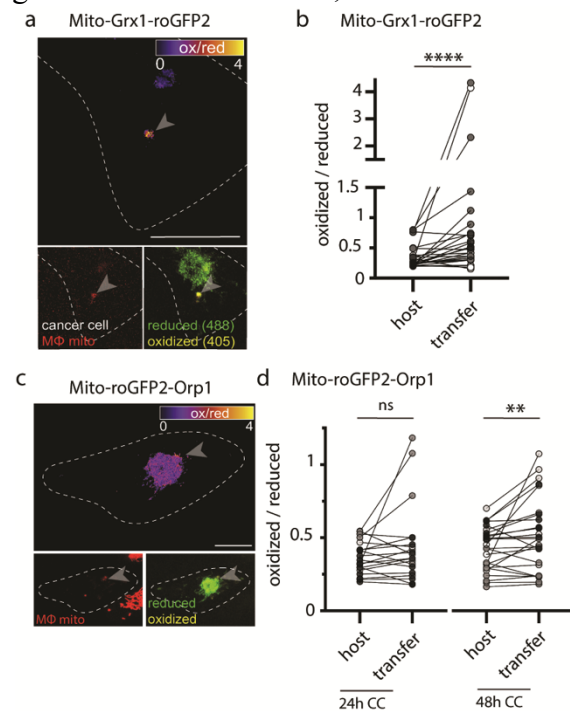 a Mito-Grx1-roGFP2
ox/red
0 4
cancer cell
MΦ mito
reduced (488)
oxidized (405)
b
****
oxidized / reduced
4
3
2
1.5
1
0.5
0
host
transfer
c Mito-roGFP2-Orp1
ox/red
0 4
MΦ mito
reduced
oxidized
d Mito-roGFP2-Orp1
ns
**
oxidized / reduced
1
0.5
0
host
transfer
host
transfer
24h CC
48h CC